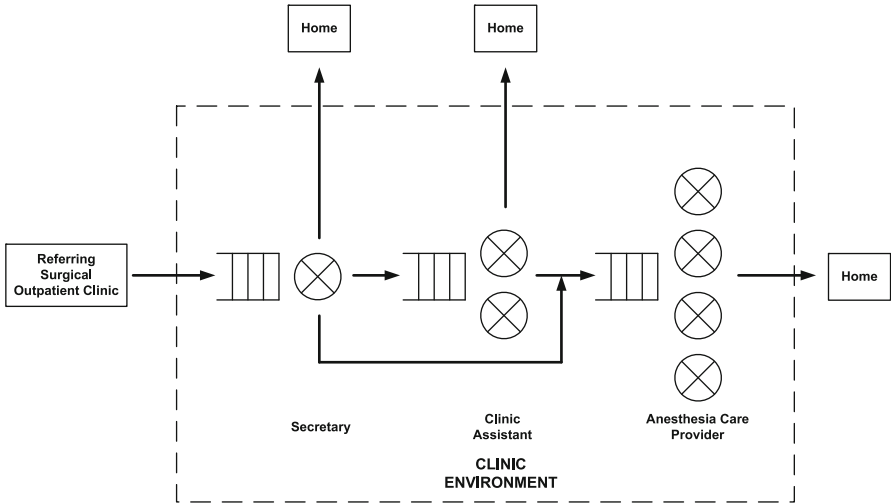 Home
Home
Referring
Surgical
Outpatient Clinic
Home
Secretary
Clinic
Assistant
Anesthesia Care
Provider
CLINIC
ENVIRONMENT